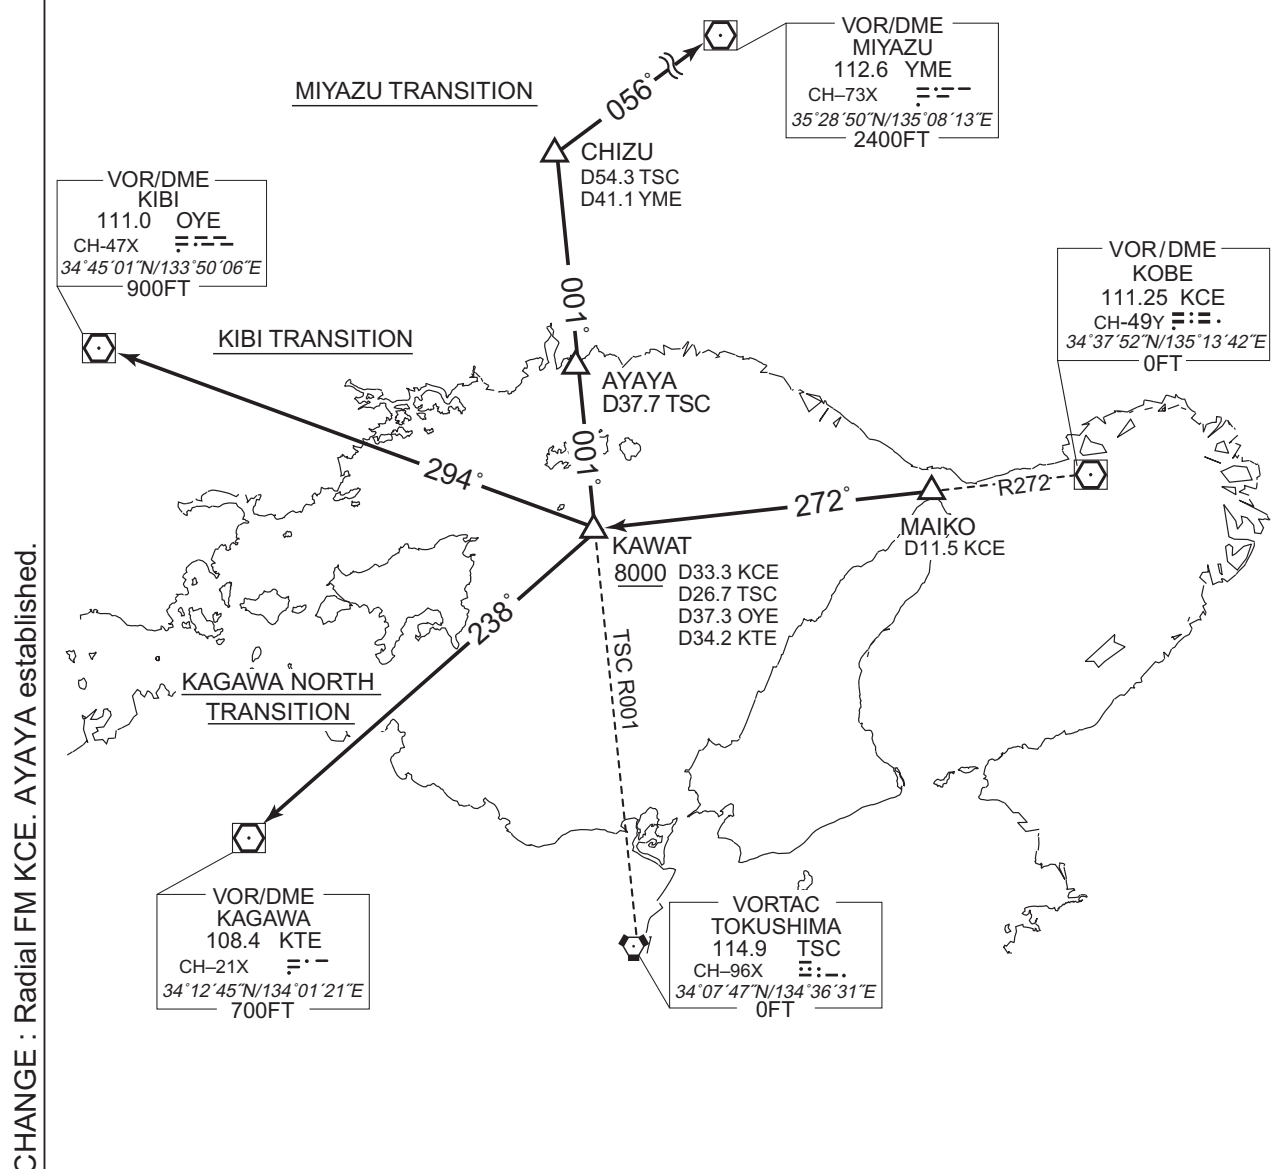 VOR/DME
MIYAZU
112.6 YME
CH–73X
35°28´50˝N/135°08´13˝E
2400FT
MIYAZU TRANSITION
056°
CHIZU
D54.3 TSC
D41.1 YME
VOR/DME
KIBI
111.0 OYE
CH-47X
34°45´01˝N/133°50´06˝E
900FT
VOR/DME
KOBE
111.25 KCE
CH-49Y
34°37´52˝N/135°13´42˝E
0FT
001°
KIBI TRANSITION
AYAYA
D37.7 TSC
001°
294°
272°
R272
MAIKO
D11.5 KCE
KAWAT
8000
D33.3 KCE
D26.7 TSC
D37.3 OYE
D34.2 KTE
238°
TSC R001
KAGAWA NORTH
TRANSITION
VOR/DME
KAGAWA
108.4 KTE
CH–21X
34°12´45˝N/134°01´21˝E
700FT
VORTAC
TOKUSHIMA
114.9 TSC
CH–96X
34°07´47˝N/134°36´31˝E
0FT
CHANGE : Radial FM KCE. AYAYA established.